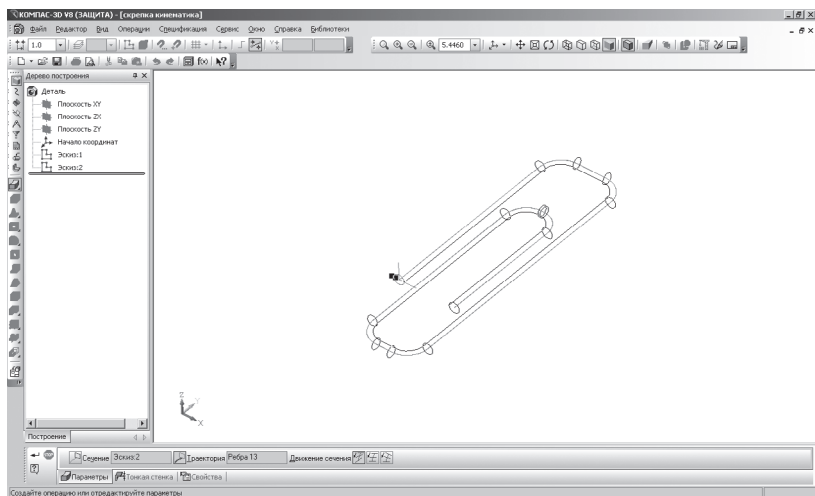 КОМПАС-3D V8 (ЗАЩИТА) - [скрепка кинематика]
Файл Редактор Вид Операции Спецификация Сервис Окно Справка Библиотеки
1.0 5.4460
f(x)
Дерево построения
Деталь
Плоскость XY
Плоскость ZX
Плоскость ZY
Начало координат
Эскиз:1
Эскиз:2
Z
Y
X
Построение
Сечение Эскиз:2 Траектория Ребра 13 Движение сечения
Параметры Тонкая стенка Свойства
Создайте операцию или отредактируйте параметры